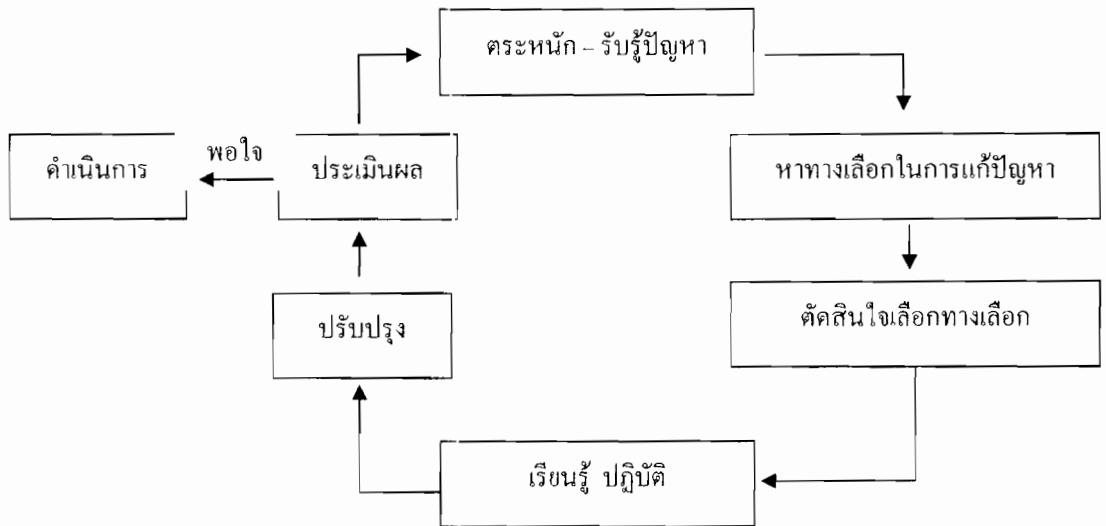 ตระหนัก – รับรู้ปัญหา
ดำเนินการ
พอใจ
ประเมินผล
หาทางเลือกในการแก้ปัญหา
ปรับปรุง
ตัดสินใจเลือกทางเลือก
เรียนรู้ ปฏิบัติ